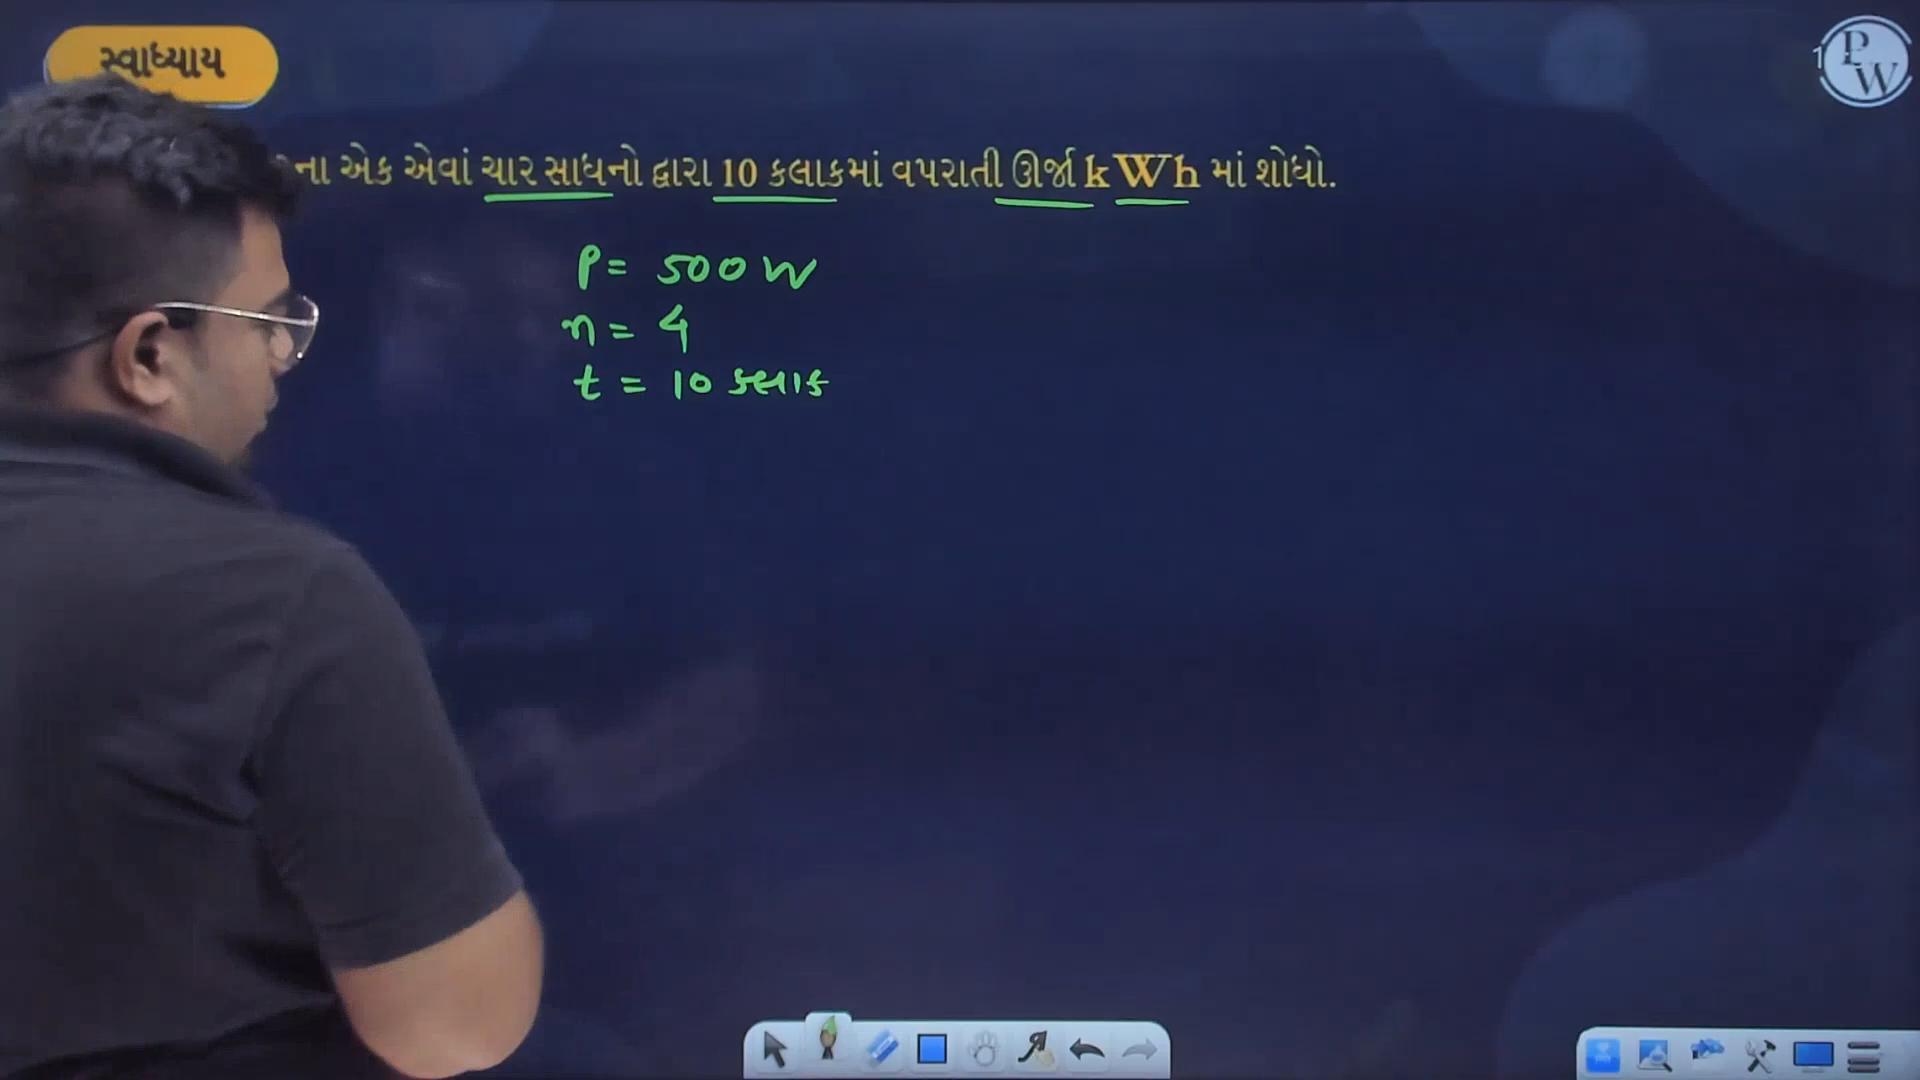 સ્વાધ્યાય
P
W
ના એક એવાં ચાર સાધનો દ્વારા 10 કલાકમાં વપરાતી ઊર્જા kWh માં શોધો.
P = 500 W
n = 4
t = 10 કલાક